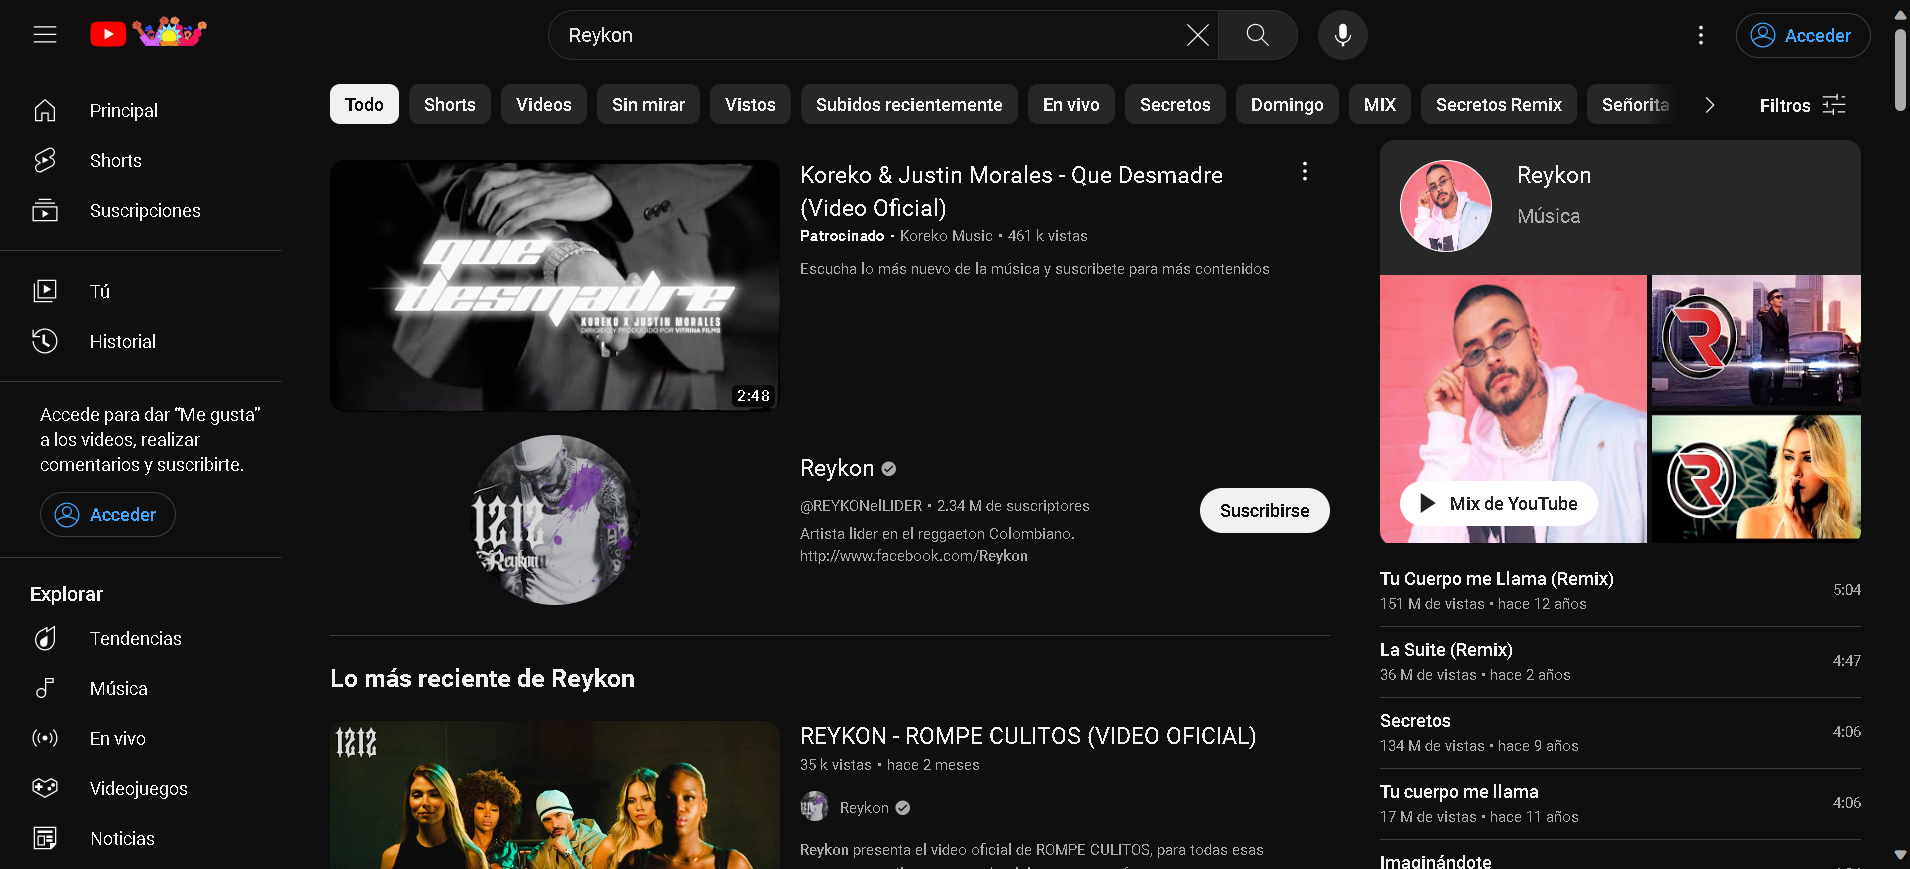 Reykon
Acceder
Principal
Shorts
Suscripciones
Tú
Historial
Accede para dar “Me gusta”
a los videos, realizar
comentarios y suscribirte.
Acceder
Explorar
Tendencias
Música
En vivo
Videojuegos
Noticias
Todo
Shorts
Videos
Sin mirar
Vistos
Subidos recientemente
En vivo
Secretos
Domingo
MIX
Secretos Remix
Señorita
Filtros
que
desmadre
KOREKO X JUSTIN MORALES
DIRIGIDO Y PRODUCIDO POR VITRINA FILMS
2:48
Koreko & Justin Morales - Que Desmadre
(Video Oficial)
Patrocinado • Koreko Music • 461 k vistas
Escucha lo más nuevo de la música y suscribete para más contenidos
1212
Reykon
Reykon
@REYKONelLIDER • 2.34 M de suscriptores
Artista lider en el reggaeton Colombiano.
http://www.facebook.com/Reykon
Suscribirse
Lo más reciente de Reykon
1212
REYKON - ROMPE CULITOS (VIDEO OFICIAL)
35 k vistas • hace 2 meses
Reykon
Reykon presenta el video oficial de ROMPE CULITOS, para todas esas
Reykon
Música
R
R
Mix de YouTube
Tu Cuerpo me Llama (Remix)
5:04
151 M de vistas • hace 12 años
La Suite (Remix)
4:47
36 M de vistas • hace 2 años
Secretos
4:06
134 M de vistas • hace 9 años
Tu cuerpo me llama
4:06
17 M de vistas • hace 11 años
Imaginándote